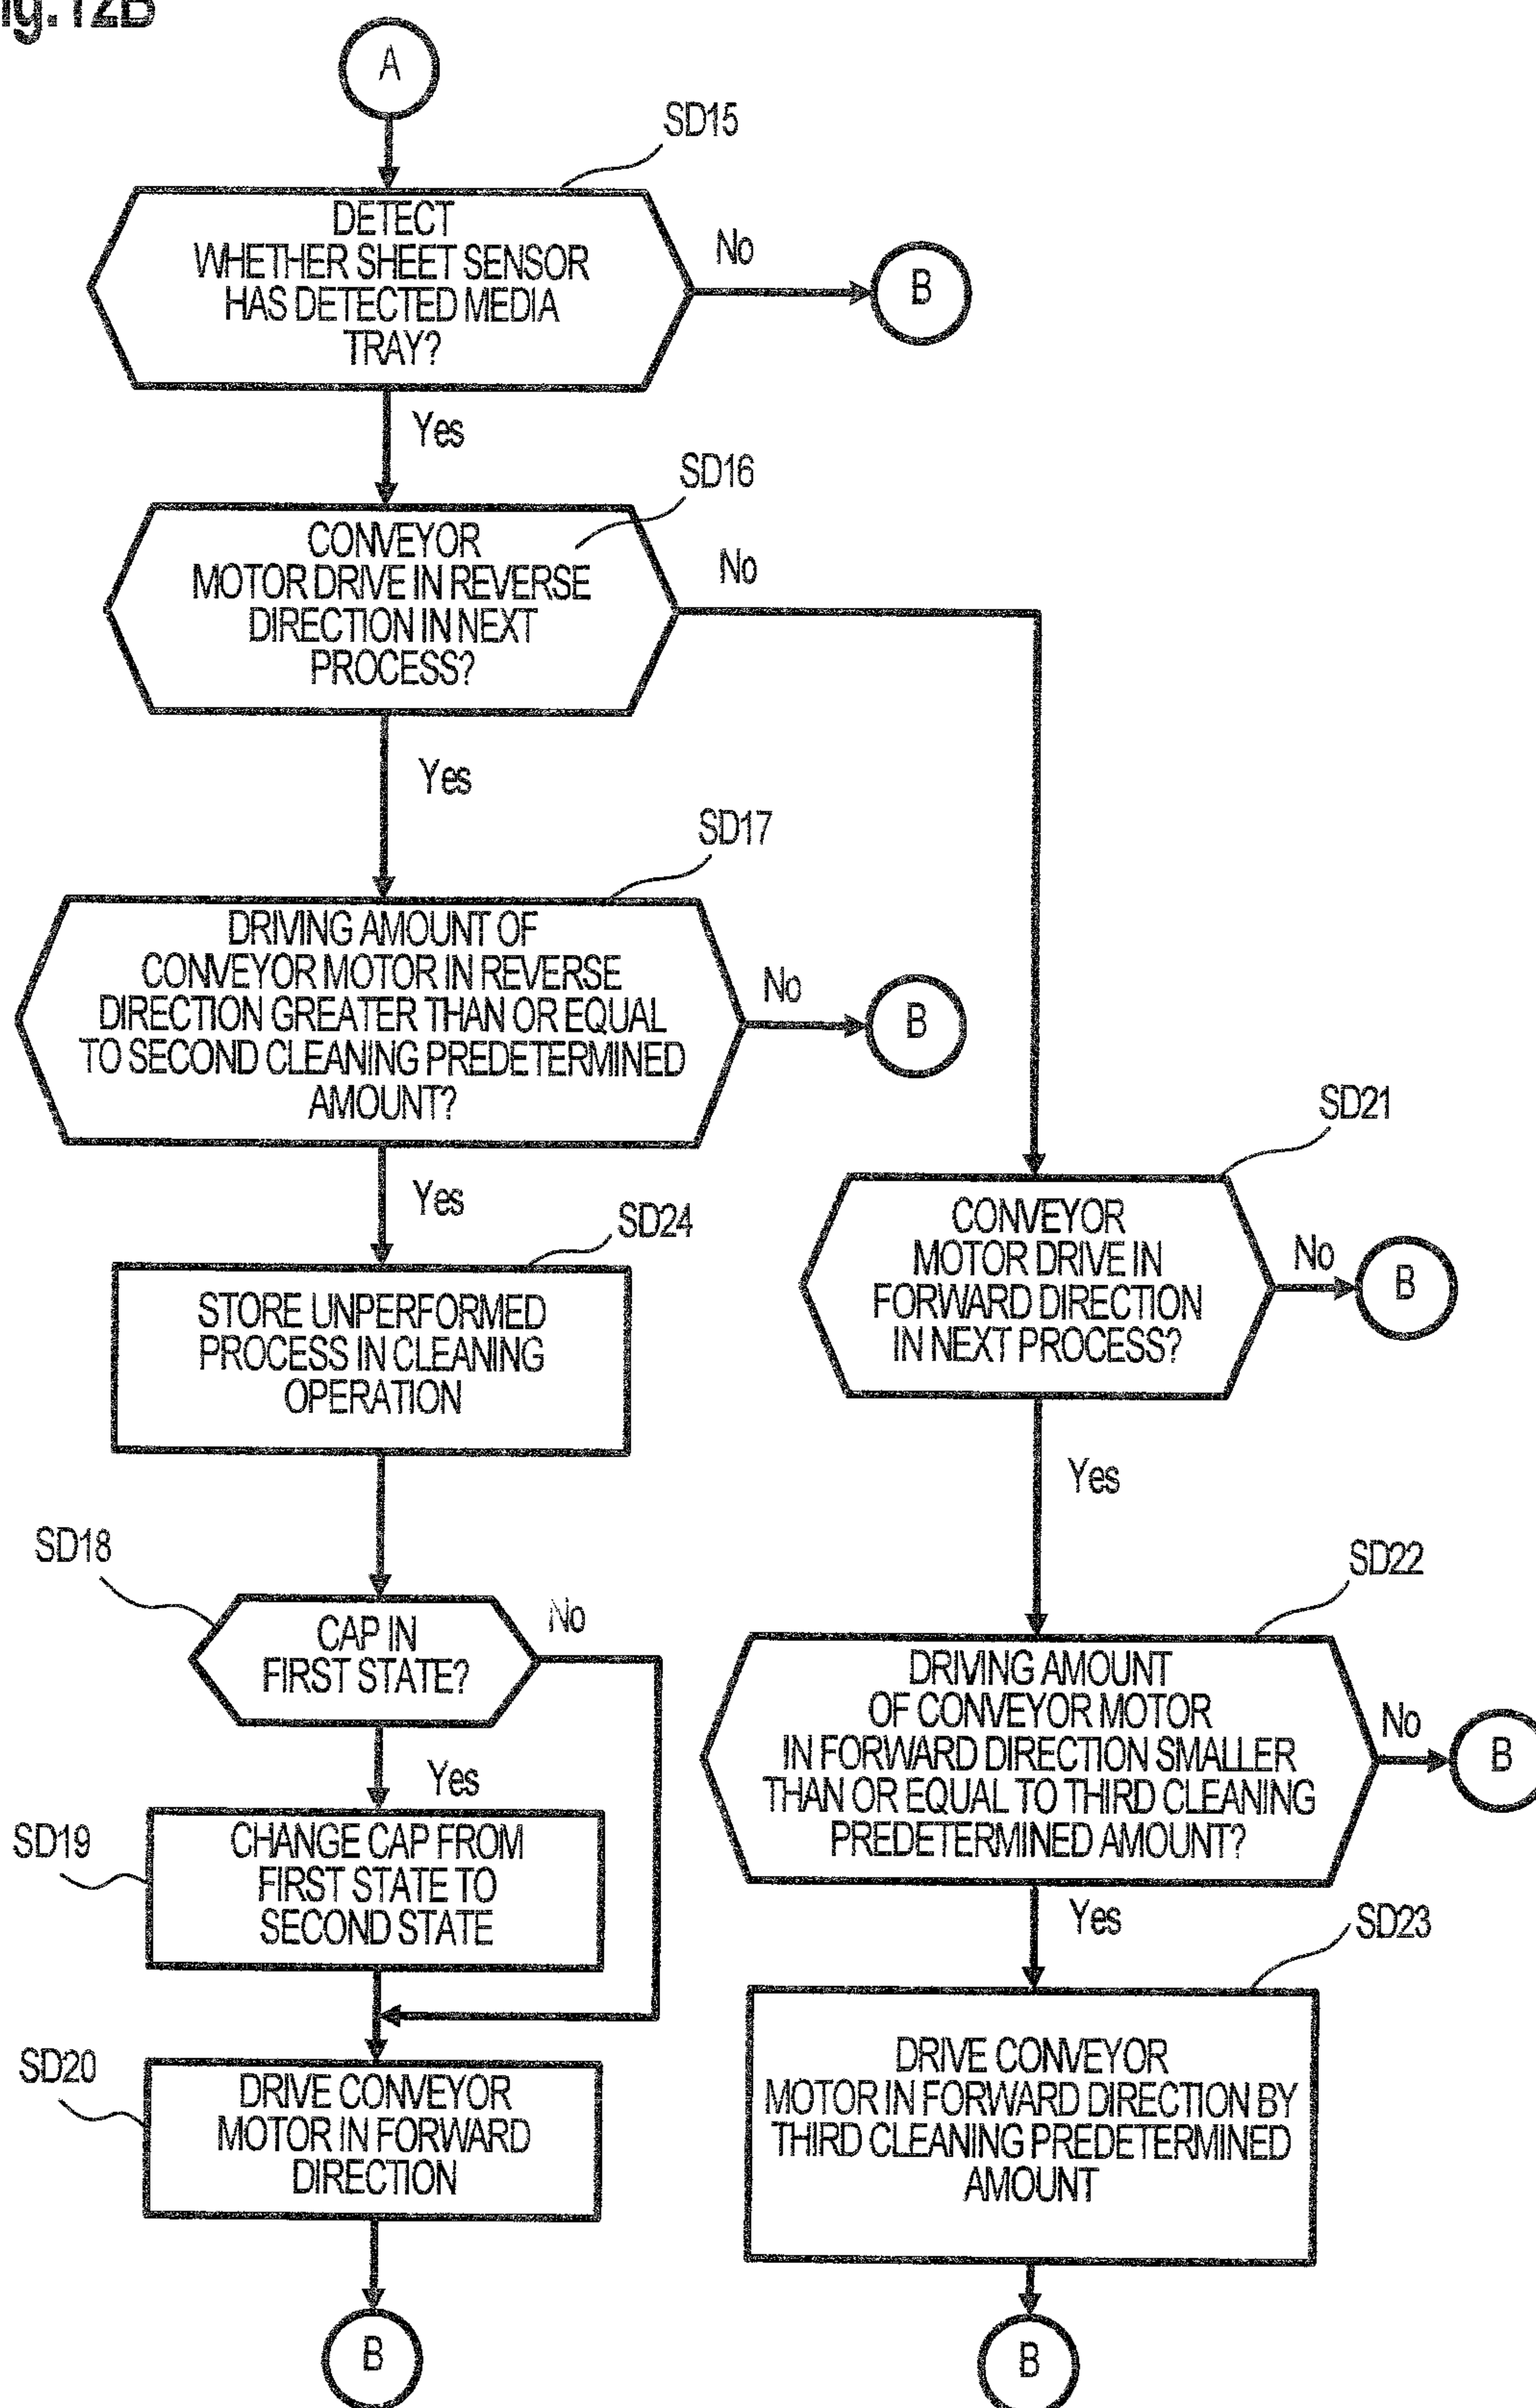 Fig.12B
A
SD15
DETECT
WHETHER SHEET SENSOR
HAS DETECTED MEDIA
TRAY?
No
B
Yes
SD16
CONVEYOR
MOTOR DRIVE IN REVERSE
DIRECTION IN NEXT
PROCESS?
No
Yes
SD17
DRIVING AMOUNT OF
CONVEYOR MOTOR IN REVERSE
DIRECTION GREATER THAN OR EQUAL
TO SECOND CLEANING PREDETERMINED
AMOUNT?
No
B
Yes
SD24
STORE UNPERFORMED
PROCESS IN CLEANING
OPERATION
SD18
CAP IN
FIRST STATE?
No
Yes
SD19
CHANGE CAP FROM
FIRST STATE TO
SECOND STATE
SD20
DRIVE CONVEYOR
MOTOR IN FORWARD
DIRECTION
B
SD21
CONVEYOR
MOTOR DRIVE IN
FORWARD DIRECTION
IN NEXT PROCESS?
No
B
Yes
SD22
DRIVING AMOUNT
OF CONVEYOR MOTOR
IN FORWARD DIRECTION SMALLER
THAN OR EQUAL TO THIRD CLEANING
PREDETERMINED AMOUNT?
No
B
Yes
SD23
DRIVE CONVEYOR
MOTOR IN FORWARD DIRECTION BY
THIRD CLEANING PREDETERMINED
AMOUNT
B